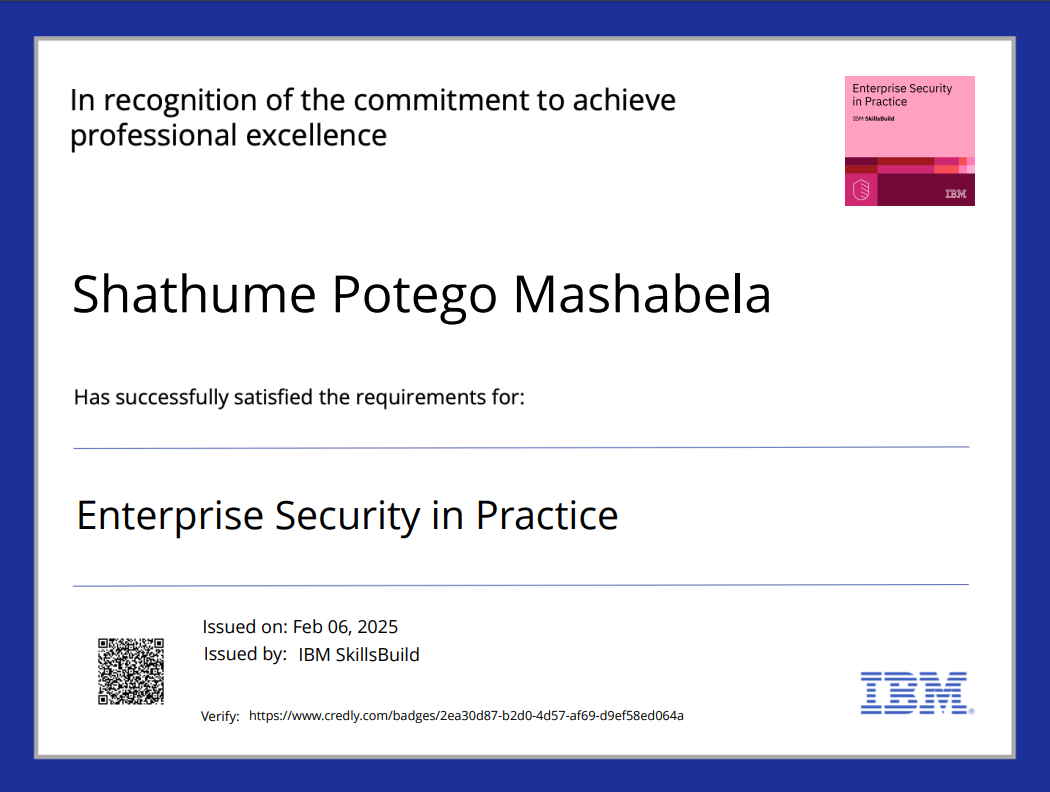 In recognition of the commitment to achieve
professional excellence
Enterprise Security
in Practice
IBM SkillsBuild
IBM
Shathume Potego Mashabela
Has successfully satisfied the requirements for:
Enterprise Security in Practice
Issued on: Feb 06, 2025
Issued by: IBM SkillsBuild
Verify: https://www.credly.com/badges/2ea30d87-b2d0-4d57-af69-d9ef58ed064a
IBM®